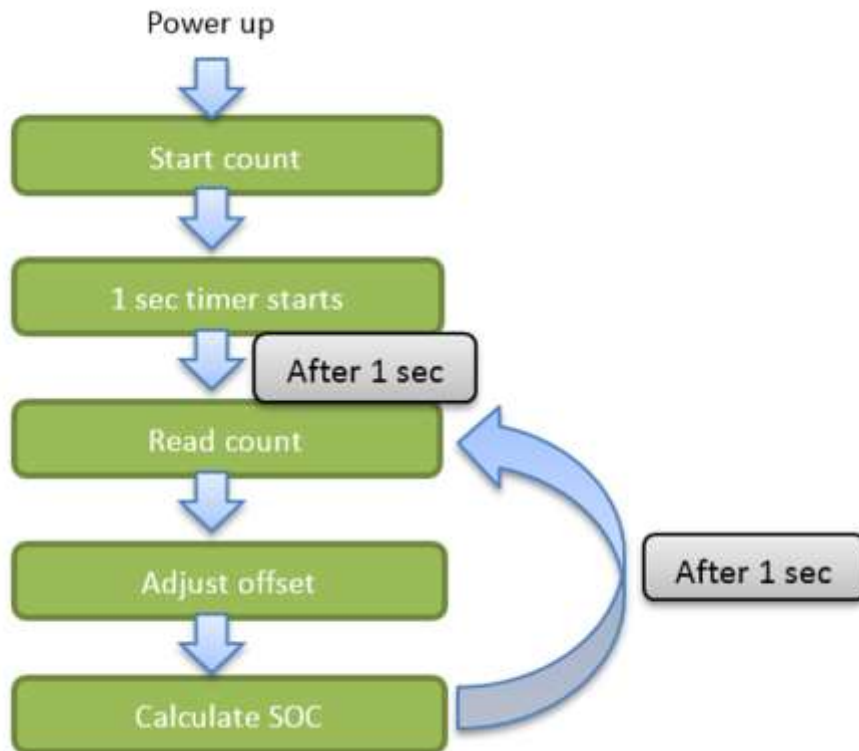 Power up
Start count
1 sec timer starts
After 1 sec
Read count
Adjust offset
After 1 sec
Calculate SOC